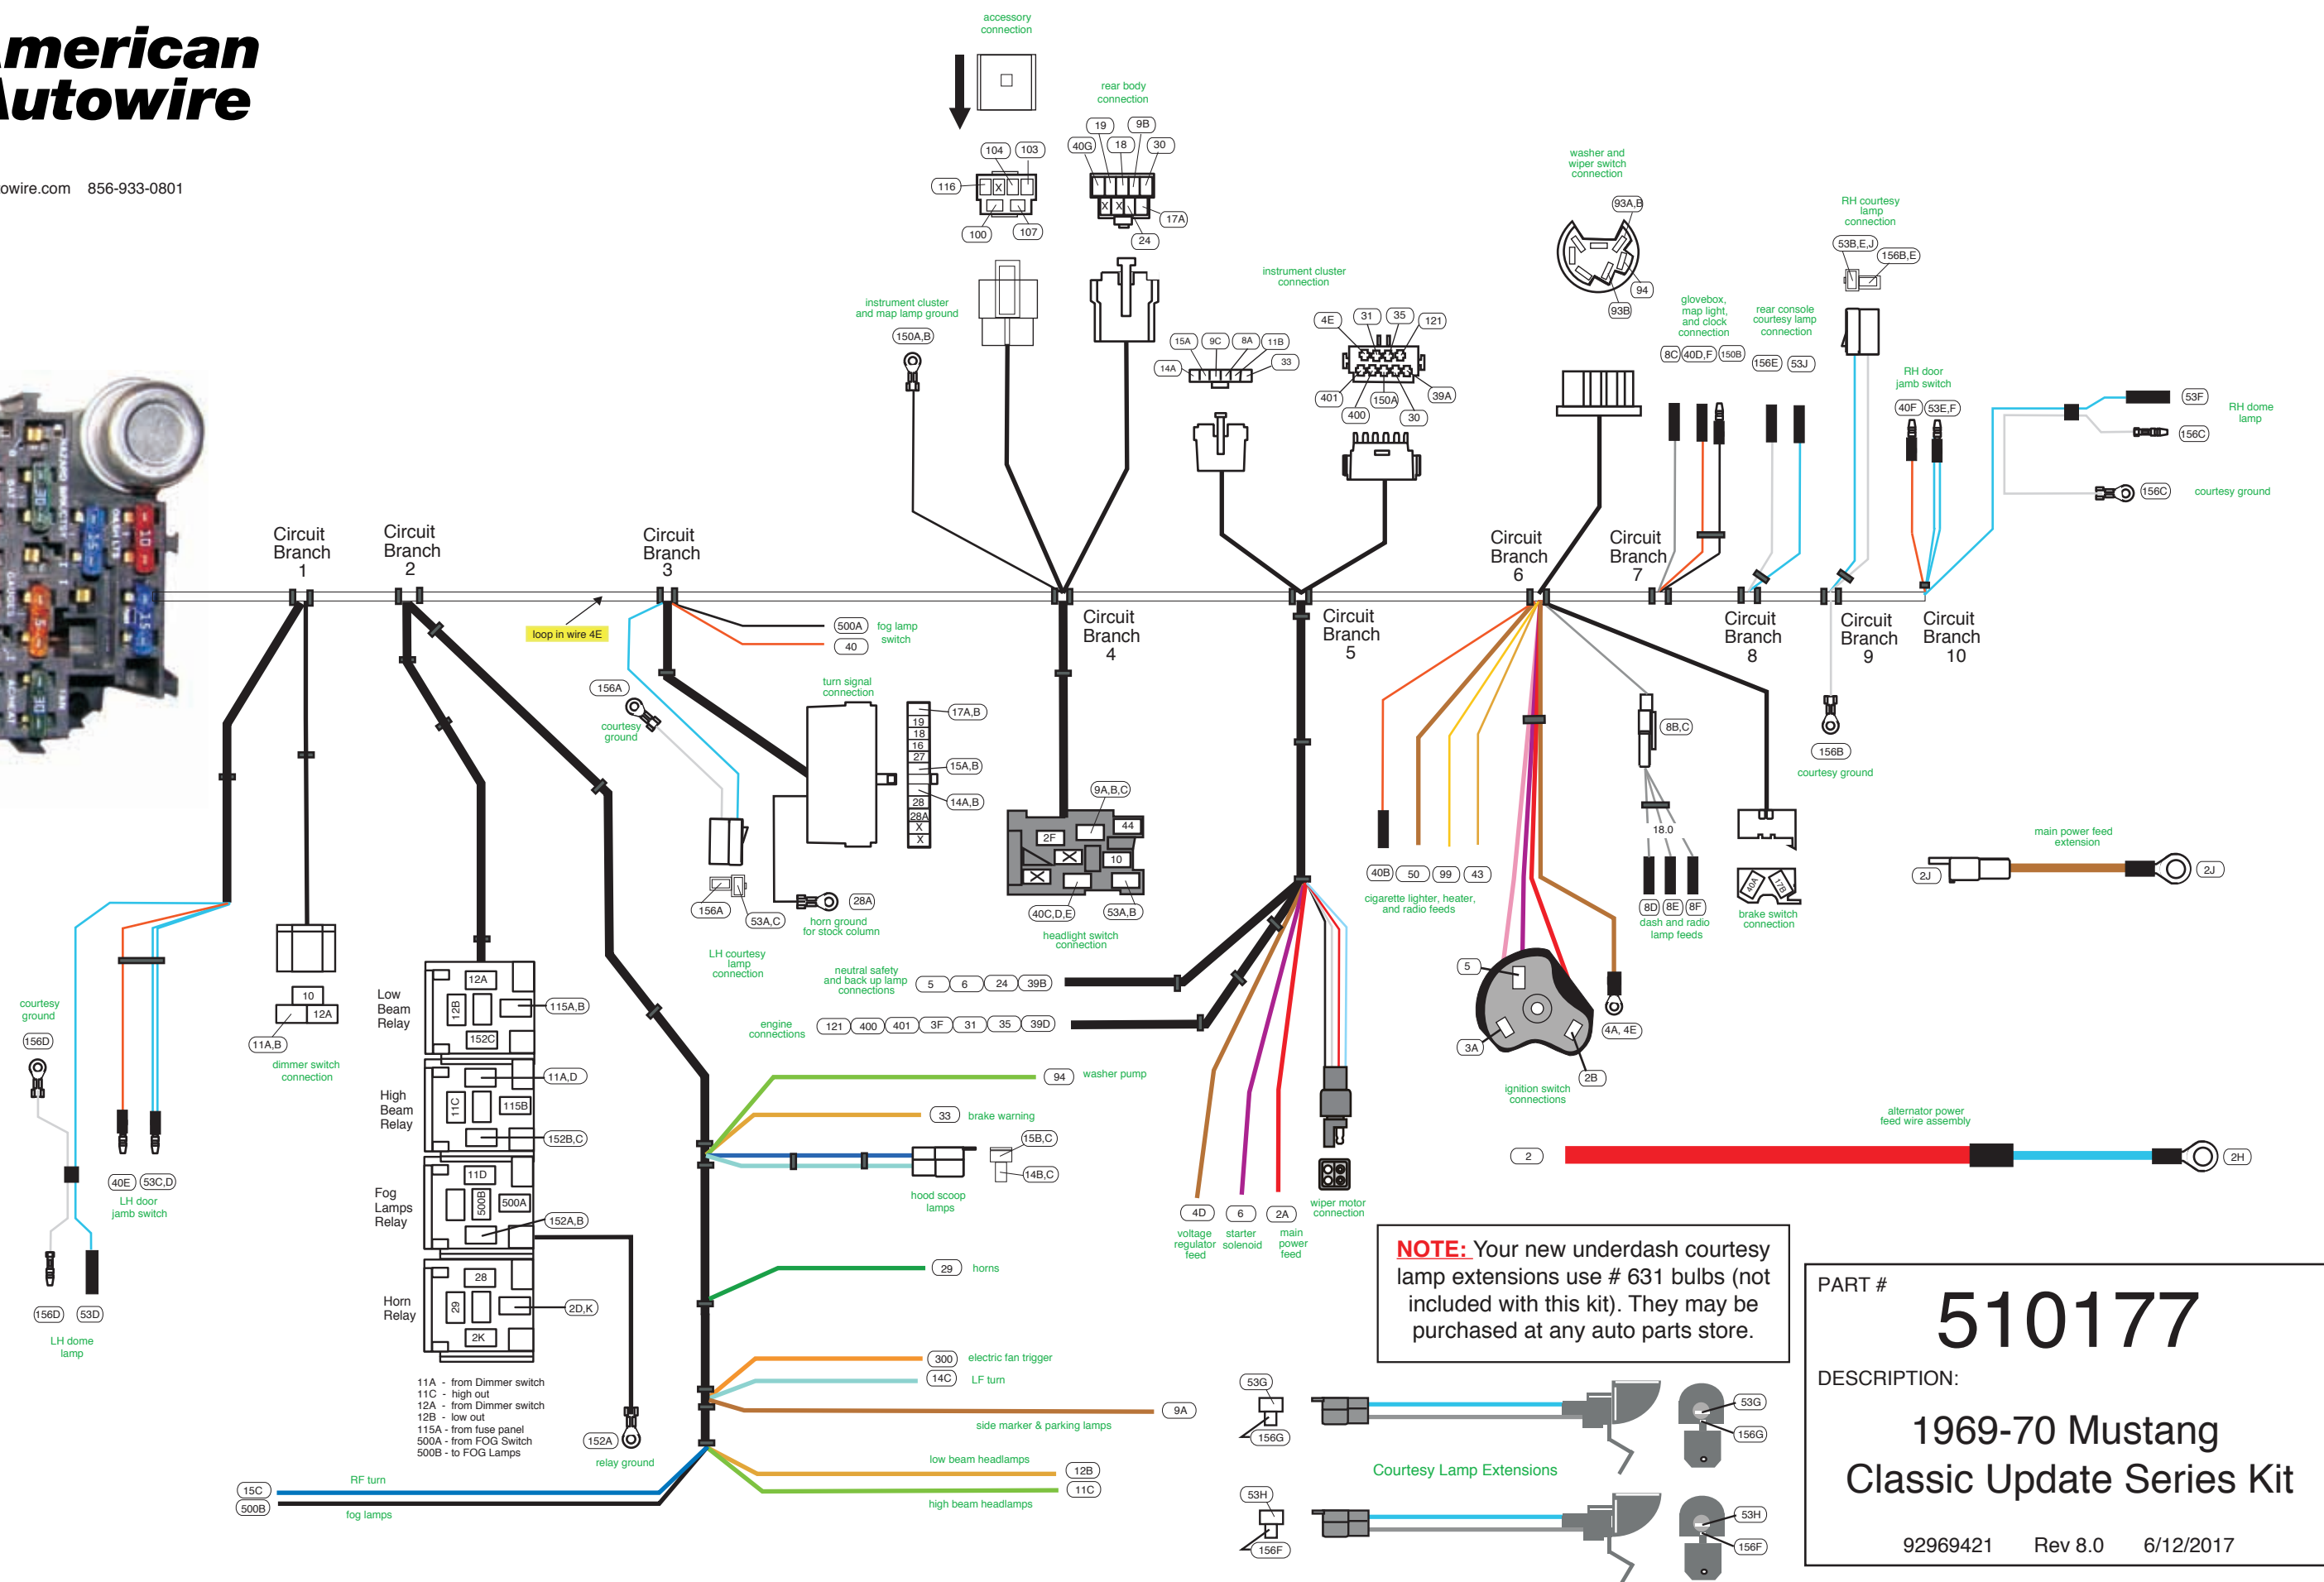 American
Autowire
owire.com 856-933-0801
accessory
connection
104
103
116
X
100
107
rear body
connection
19
9B
40G
18
30
X
X
17A
24
instrument cluster
and map lamp ground
150A,B
instrument cluster
connection
15A
9C
8A
11B
14A
33
4E
31
35
121
401
400
150A
30
39A
washer and
wiper switch
connection
93A,B
94
93B
glovebox,
map light,
and clock
connection
8C
40D,F
150B
rear console
courtesy lamp
connection
156E
53J
RH courtesy
lamp
connection
53B,E,J
156B,E
RH door
jamb switch
40F
53E,F
53F
RH dome
lamp
156C
156C
courtesy ground
Circuit
Branch
1
Circuit
Branch
2
Circuit
Branch
3
Circuit
Branch
4
Circuit
Branch
5
Circuit
Branch
6
Circuit
Branch
7
Circuit
Branch
8
Circuit
Branch
9
Circuit
Branch
10
loop in wire 4E
500A
fog lamp
switch
40
156A
courtesy
ground
turn signal
connection
17A,B
19
18
16
27
15A,B
14A,B
28
28A
X
X
156A
53A,C
LH courtesy
lamp
connection
28A
horn ground
for stock column
9A,B,C
2F
44
X
10
X
40C,D,E
53A,B
headlight switch
connection
neutral safety
and back up lamp
connections
5
6
24
39B
engine
connections
121
400
401
3F
31
35
39D
40B
50
99
43
cigarette lighter, heater,
and radio feeds
8B,C
18.0
8D
8E
8F
dash and radio
lamp feeds
40A
17B
brake switch
connection
156B
courtesy ground
main power feed
extension
2J
2J
5
3A
2B
4A, 4E
ignition switch
connections
alternator power
feed wire assembly
2
2H
courtesy
ground
156D
40E
53C,D
LH door
jamb switch
156D
53D
LH dome
lamp
10
12A
11A,B
dimmer switch
connection
Low
Beam
Relay
12A
12B
115A,B
152C
High
Beam
Relay
11A,D
11C
115B
152B,C
Fog
Lamps
Relay
11D
500B
500A
152A,B
Horn
Relay
28
29
2D,K
2K
11A - from Dimmer switch
11C - high out
12A - from Dimmer switch
12B - low out
115A - from fuse panel
500A - from FOG Switch
500B - to FOG Lamps
152A
relay ground
94
washer pump
33
brake warning
15B,C
14B,C
hood scoop
lamps
29
horns
300
electric fan trigger
14C
LF turn
9A
side marker & parking lamps
low beam headlamps
12B
11C
high beam headlamps
15C
RF turn
500B
fog lamps
4D
voltage
regulator
feed
6
starter
solenoid
2A
main
power
feed
wiper motor
connection
NOTE: Your new underdash courtesy
lamp extensions use # 631 bulbs (not
included with this kit). They may be
purchased at any auto parts store.
53G
156G
53G
156G
Courtesy Lamp Extensions
53H
156F
53H
156F
PART #
510177
DESCRIPTION:
1969-70 Mustang
Classic Update Series Kit
92969421 Rev 8.0 6/12/2017